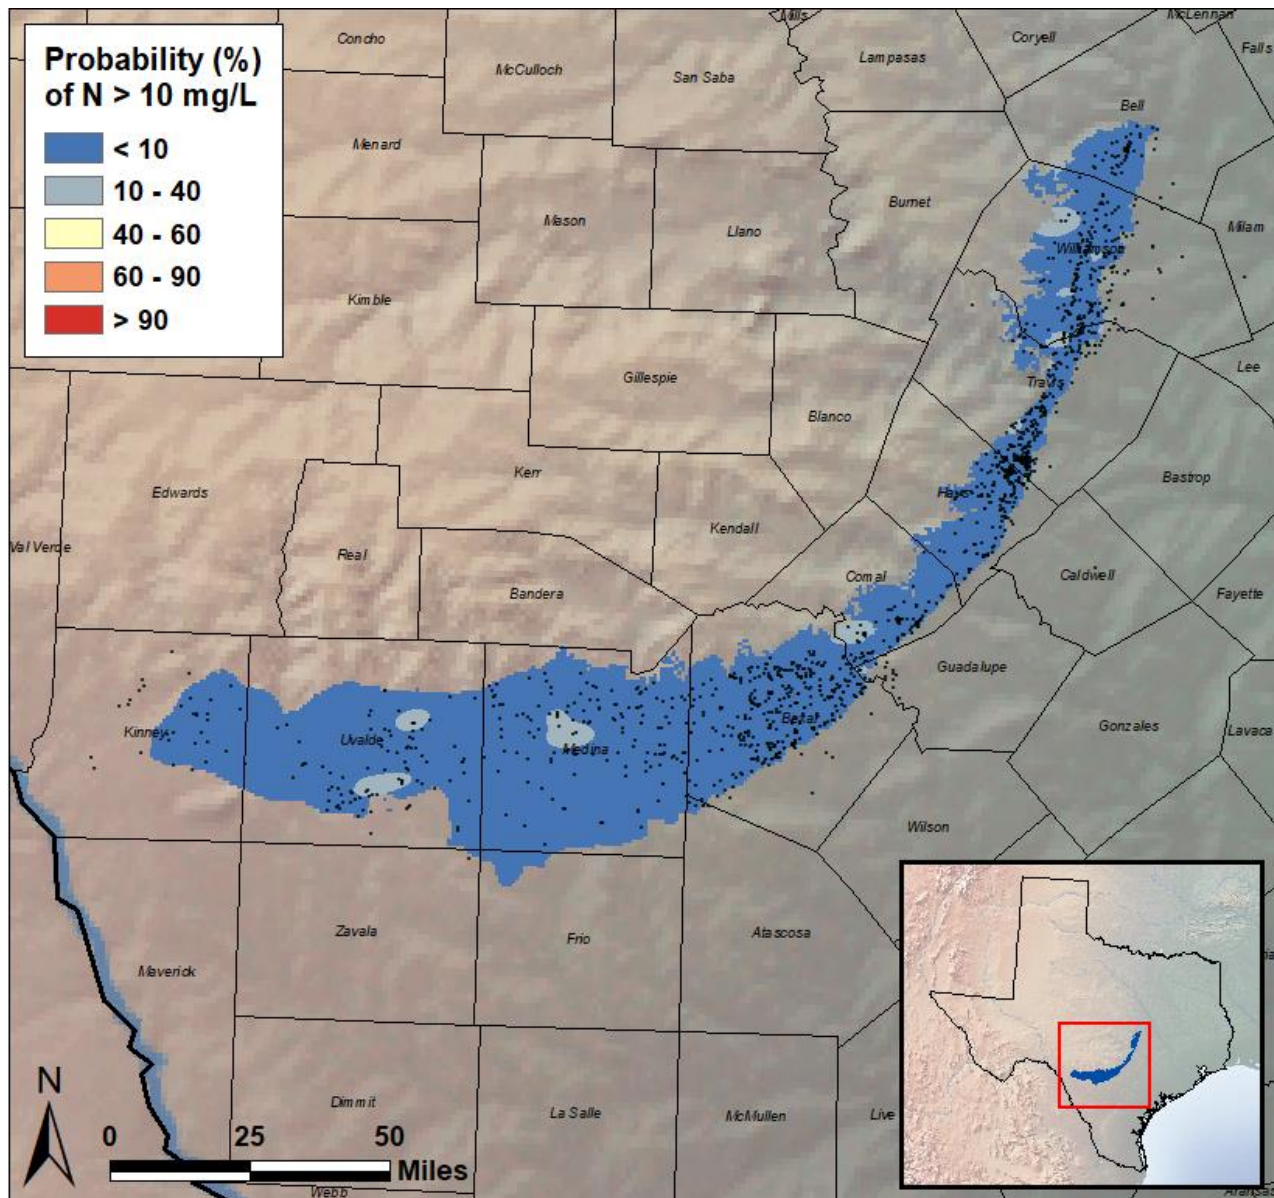 Probability (%)
of N > 10 mg/L
< 10
10 - 40
40 - 60
60 - 90
> 90
Mills
McLennan
Concho
Coryell
Falls
McCulloch
San Saba
Lampasas
Bell
Menard
Mason
Llano
Burnet
Milam
Williamson
Kimble
Gillespie
Lee
Travis
Blanco
Kerr
Bastrop
Edwards
Hays
Kendall
Val Verde
Real
Comal
Caldwell
Bandera
Fayette
Guadalupe
Kinney
Uvalde
Medina
Bexar
Gonzales
Lavaca
Wilson
Zavala
Frio
Atascosa
Maverick
N
Dimmit
La Salle
McMullen
Live
0 25 50
Miles
Webb
Aransas